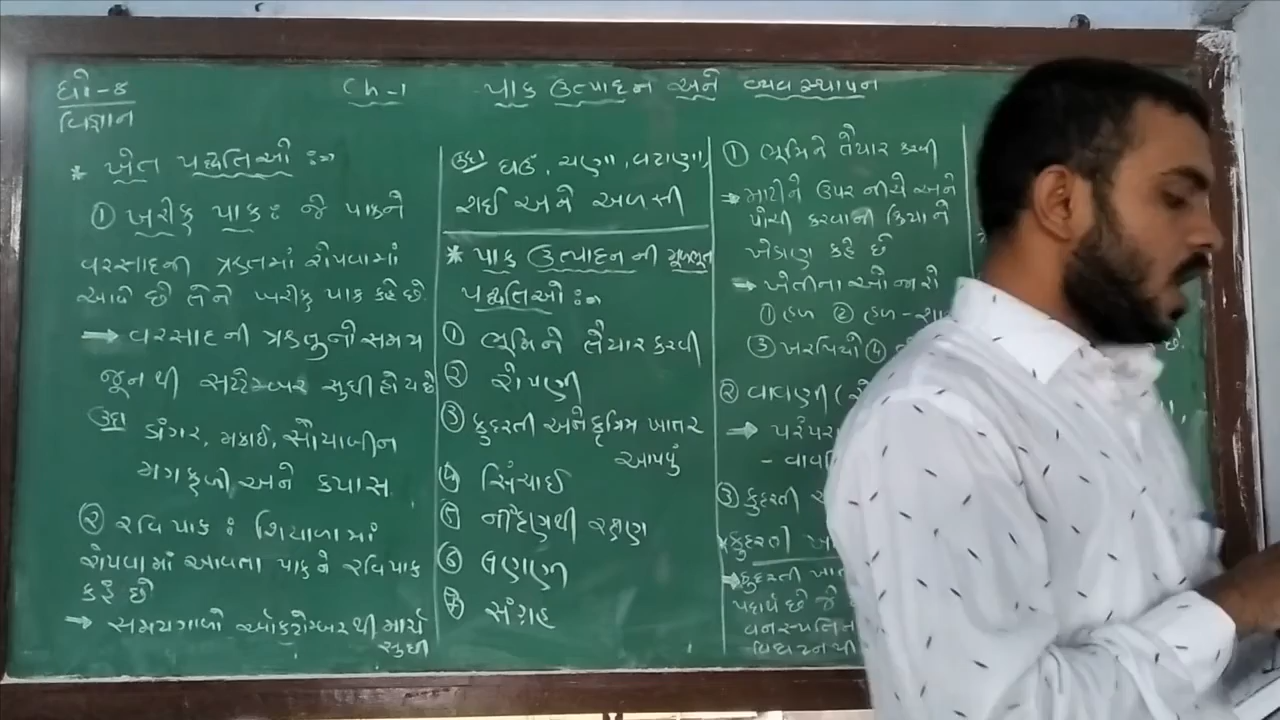 ધો-૮
વિજ્ઞાન
Ch-1
પાક ઉત્પાદન અને વ્યવસ્થાપન
* ખેત પદ્ધતિઓ :→
① ખરીફ પાક : જે પાકને
વરસાદની ઋતુમાં રોપવામાં
આવે છે તેને ખરીફ પાક કહે છે.
⇒ વરસાદની ઋતુનો સમય
જૂનથી સપ્ટેમ્બર સુધી હોય છે
ઉદા ડાંગર, મકાઈ, સોયાબીન
મગફળી અને કપાસ
② રવિ પાક : શિયાળામાં
રોપવામાં આવતા પાકને રવિ પાક
કહે છે
⇒ સમયગાળો ઑક્ટોમ્બરથી માર્ચ
સુધી
ઉદા ઘઉં, ચણા, વટાણા,
રાઈ અને અળસી
* પાક ઉત્પાદનની મૂળભૂત
પદ્ધતિઓ :→
① ભૂમિને તૈયાર કરવી
② રોપણી
③ કુદરતી અને કૃત્રિમ ખાતર
આપવું
④ સિંચાઈ
⑤ નીંદણથી રક્ષણ
⑥ લણણી
⑦ સંગ્રહ
① ભૂમિને તૈયાર કરવી
⇒ માટીને ઉપર નીચે અને
પોચી કરવાની ક્રિયાને
ખેડાણ કહે છે
⇒ ખેતીના ઓજારો
① હળ ② હળ-શા
③ ખરપિયો ④
② વાવણી (
⇒ પરંપરા
- વાવણિ
③ કુદરતી
* કુદરતી ખા
⇒ કુદરતી ખાત
પદાર્થ છે જે
વનસ્પતિના
વિઘટનથી